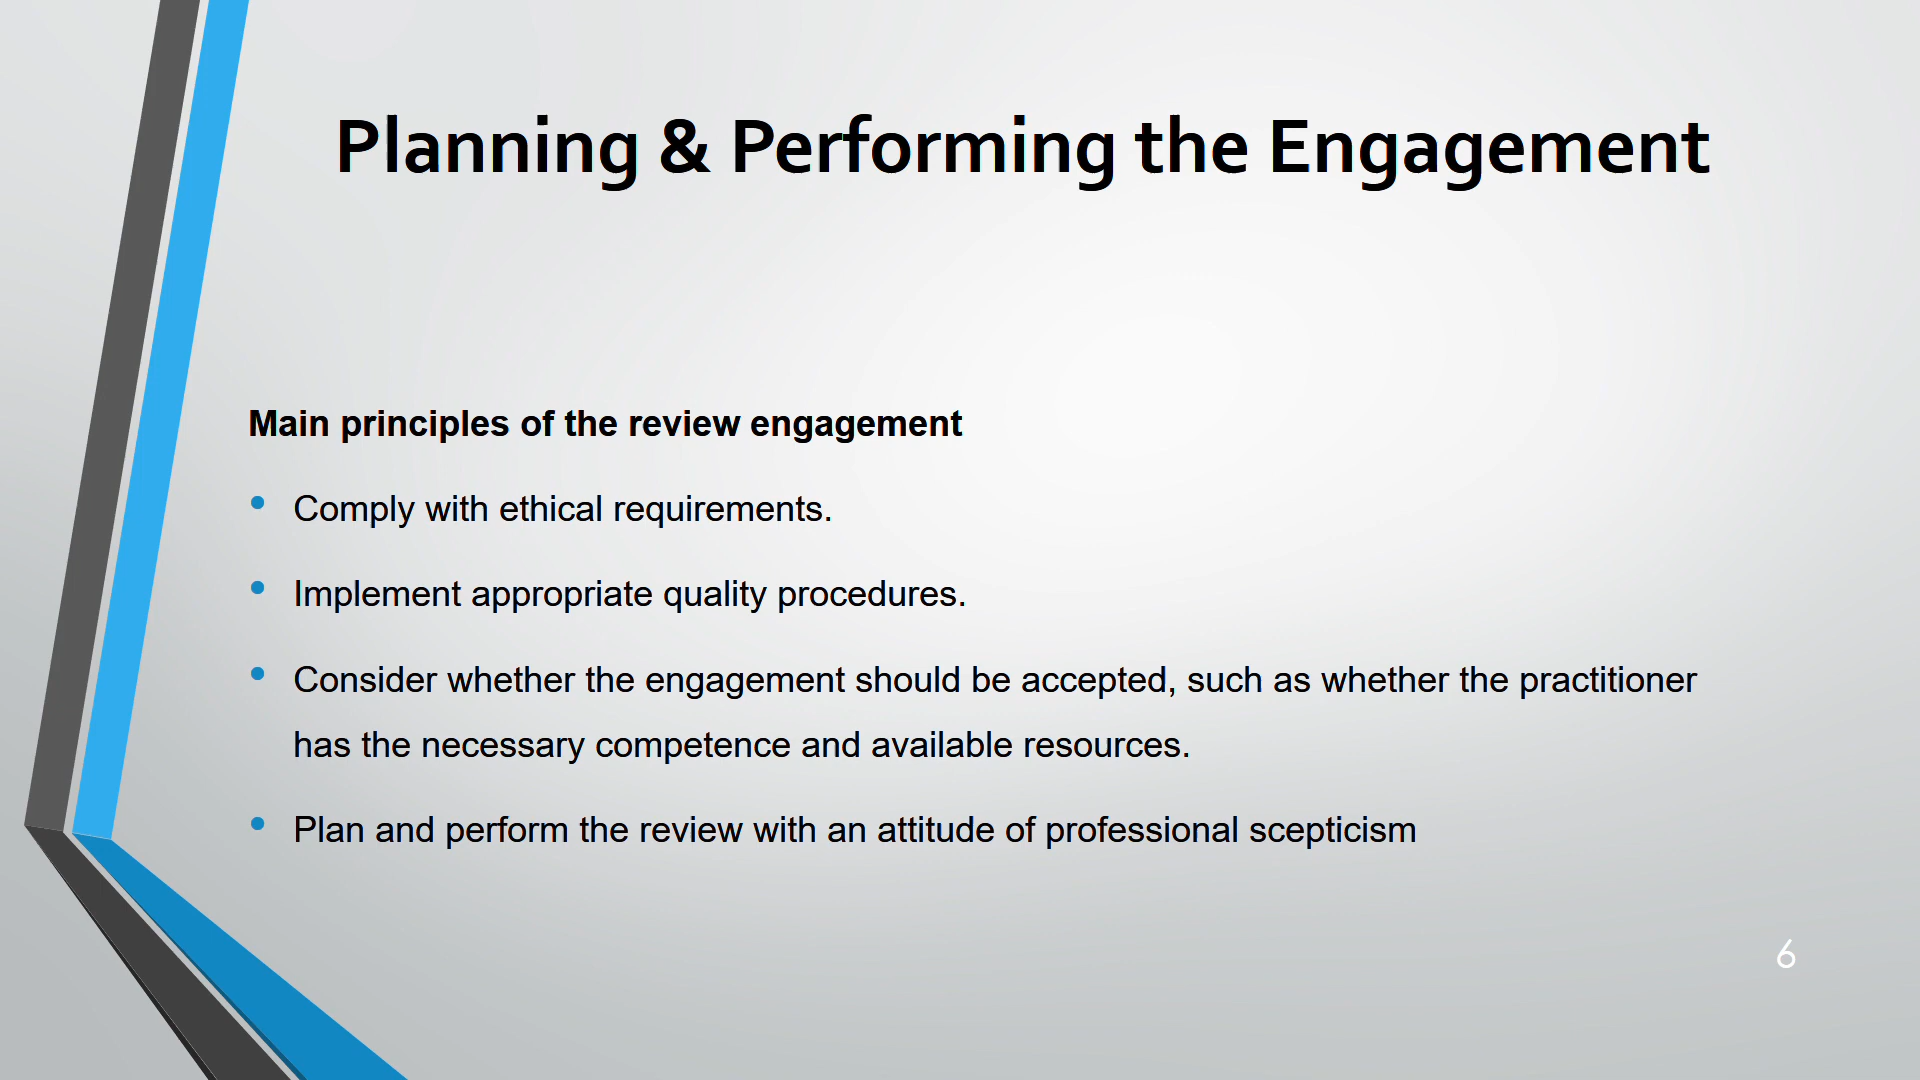 Planning & Performing the Engagement
Main principles of the review engagement
• Comply with ethical requirements.
• Implement appropriate quality procedures.
• Consider whether the engagement should be accepted, such as whether the practitioner
has the necessary competence and available resources.
• Plan and perform the review with an attitude of professional scepticism
6